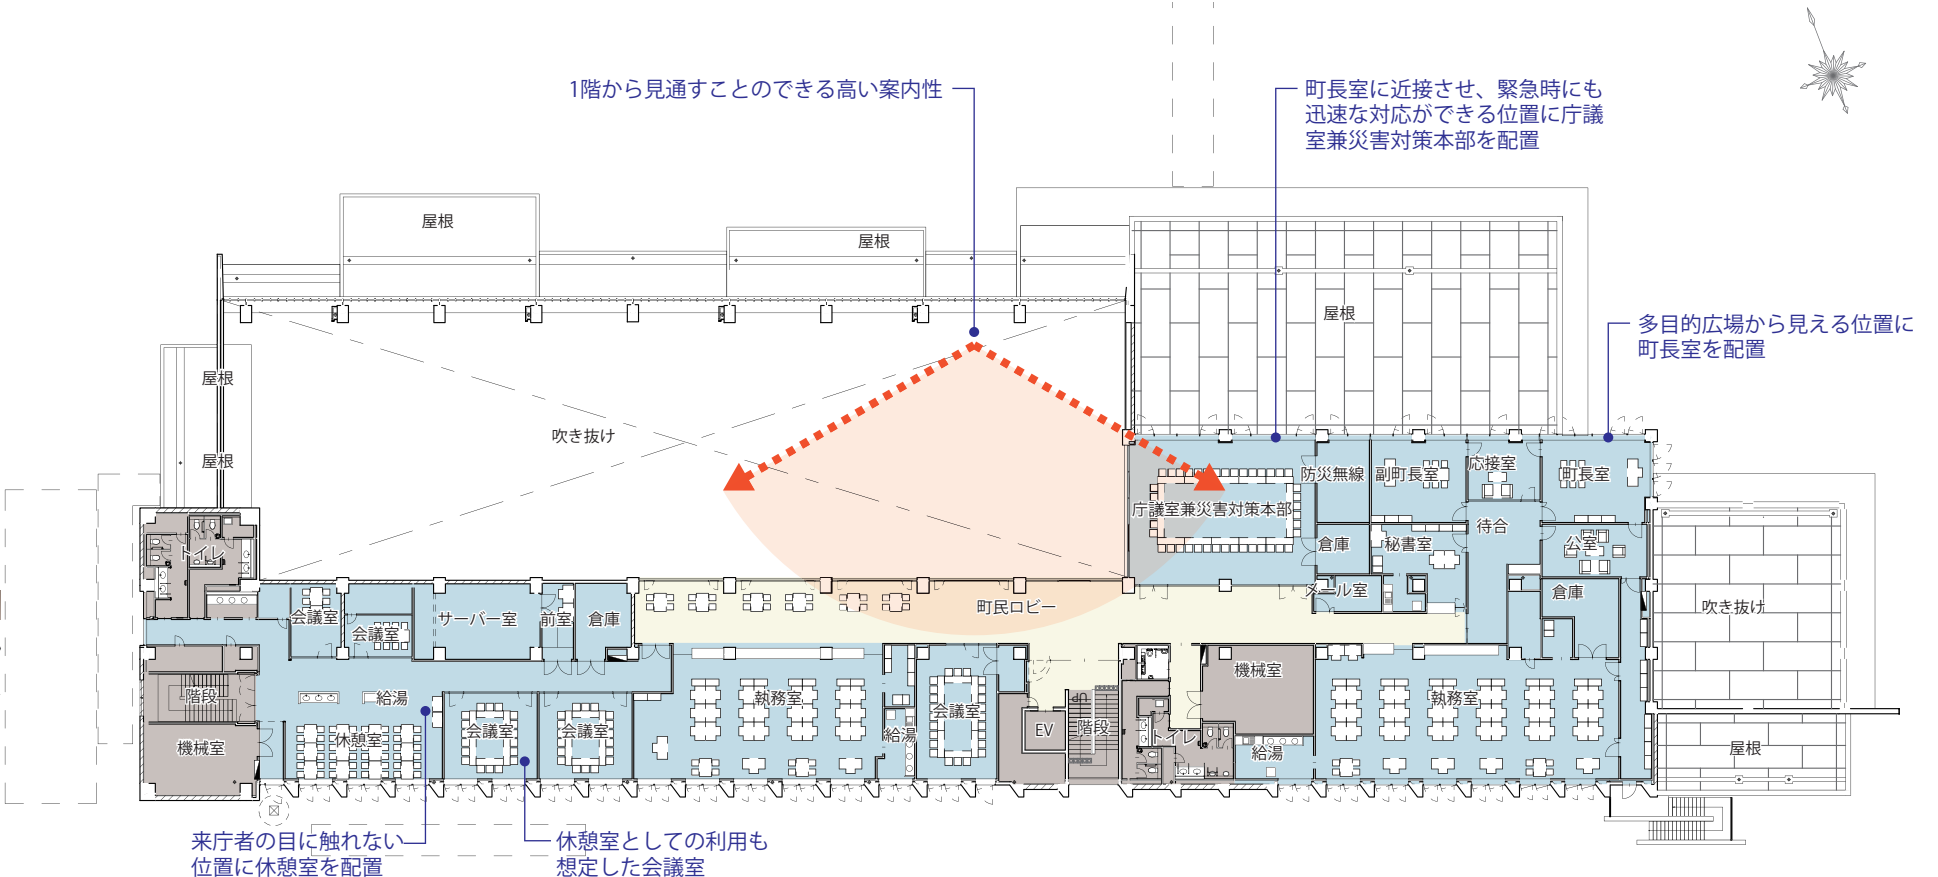 1階から見通すことのできる高い案内性
町長室に近接させ、緊急時にも
迅速な対応ができる位置に庁議
室兼災害対策本部を配置
屋根
屋根
屋根
多目的広場から見える位置に
町長室を配置
屋根
吹き抜け
屋根
防災無線
副町長室
応接室
町長室
庁議室兼災害対策本部
待合
トイレ
倉庫
秘書室
公室
メール室
倉庫
会議室
会議室
サーバー室
前室
倉庫
町民ロビー
吹き抜け
階段
給湯
執務室
UP
機械室
執務室
機械室
休憩室
会議室
会議室
給湯
会議室
EV
階段
トイレ
給湯
屋根
来庁者の目に触れない
位置に休憩室を配置
休憩室としての利用も
想定した会議室